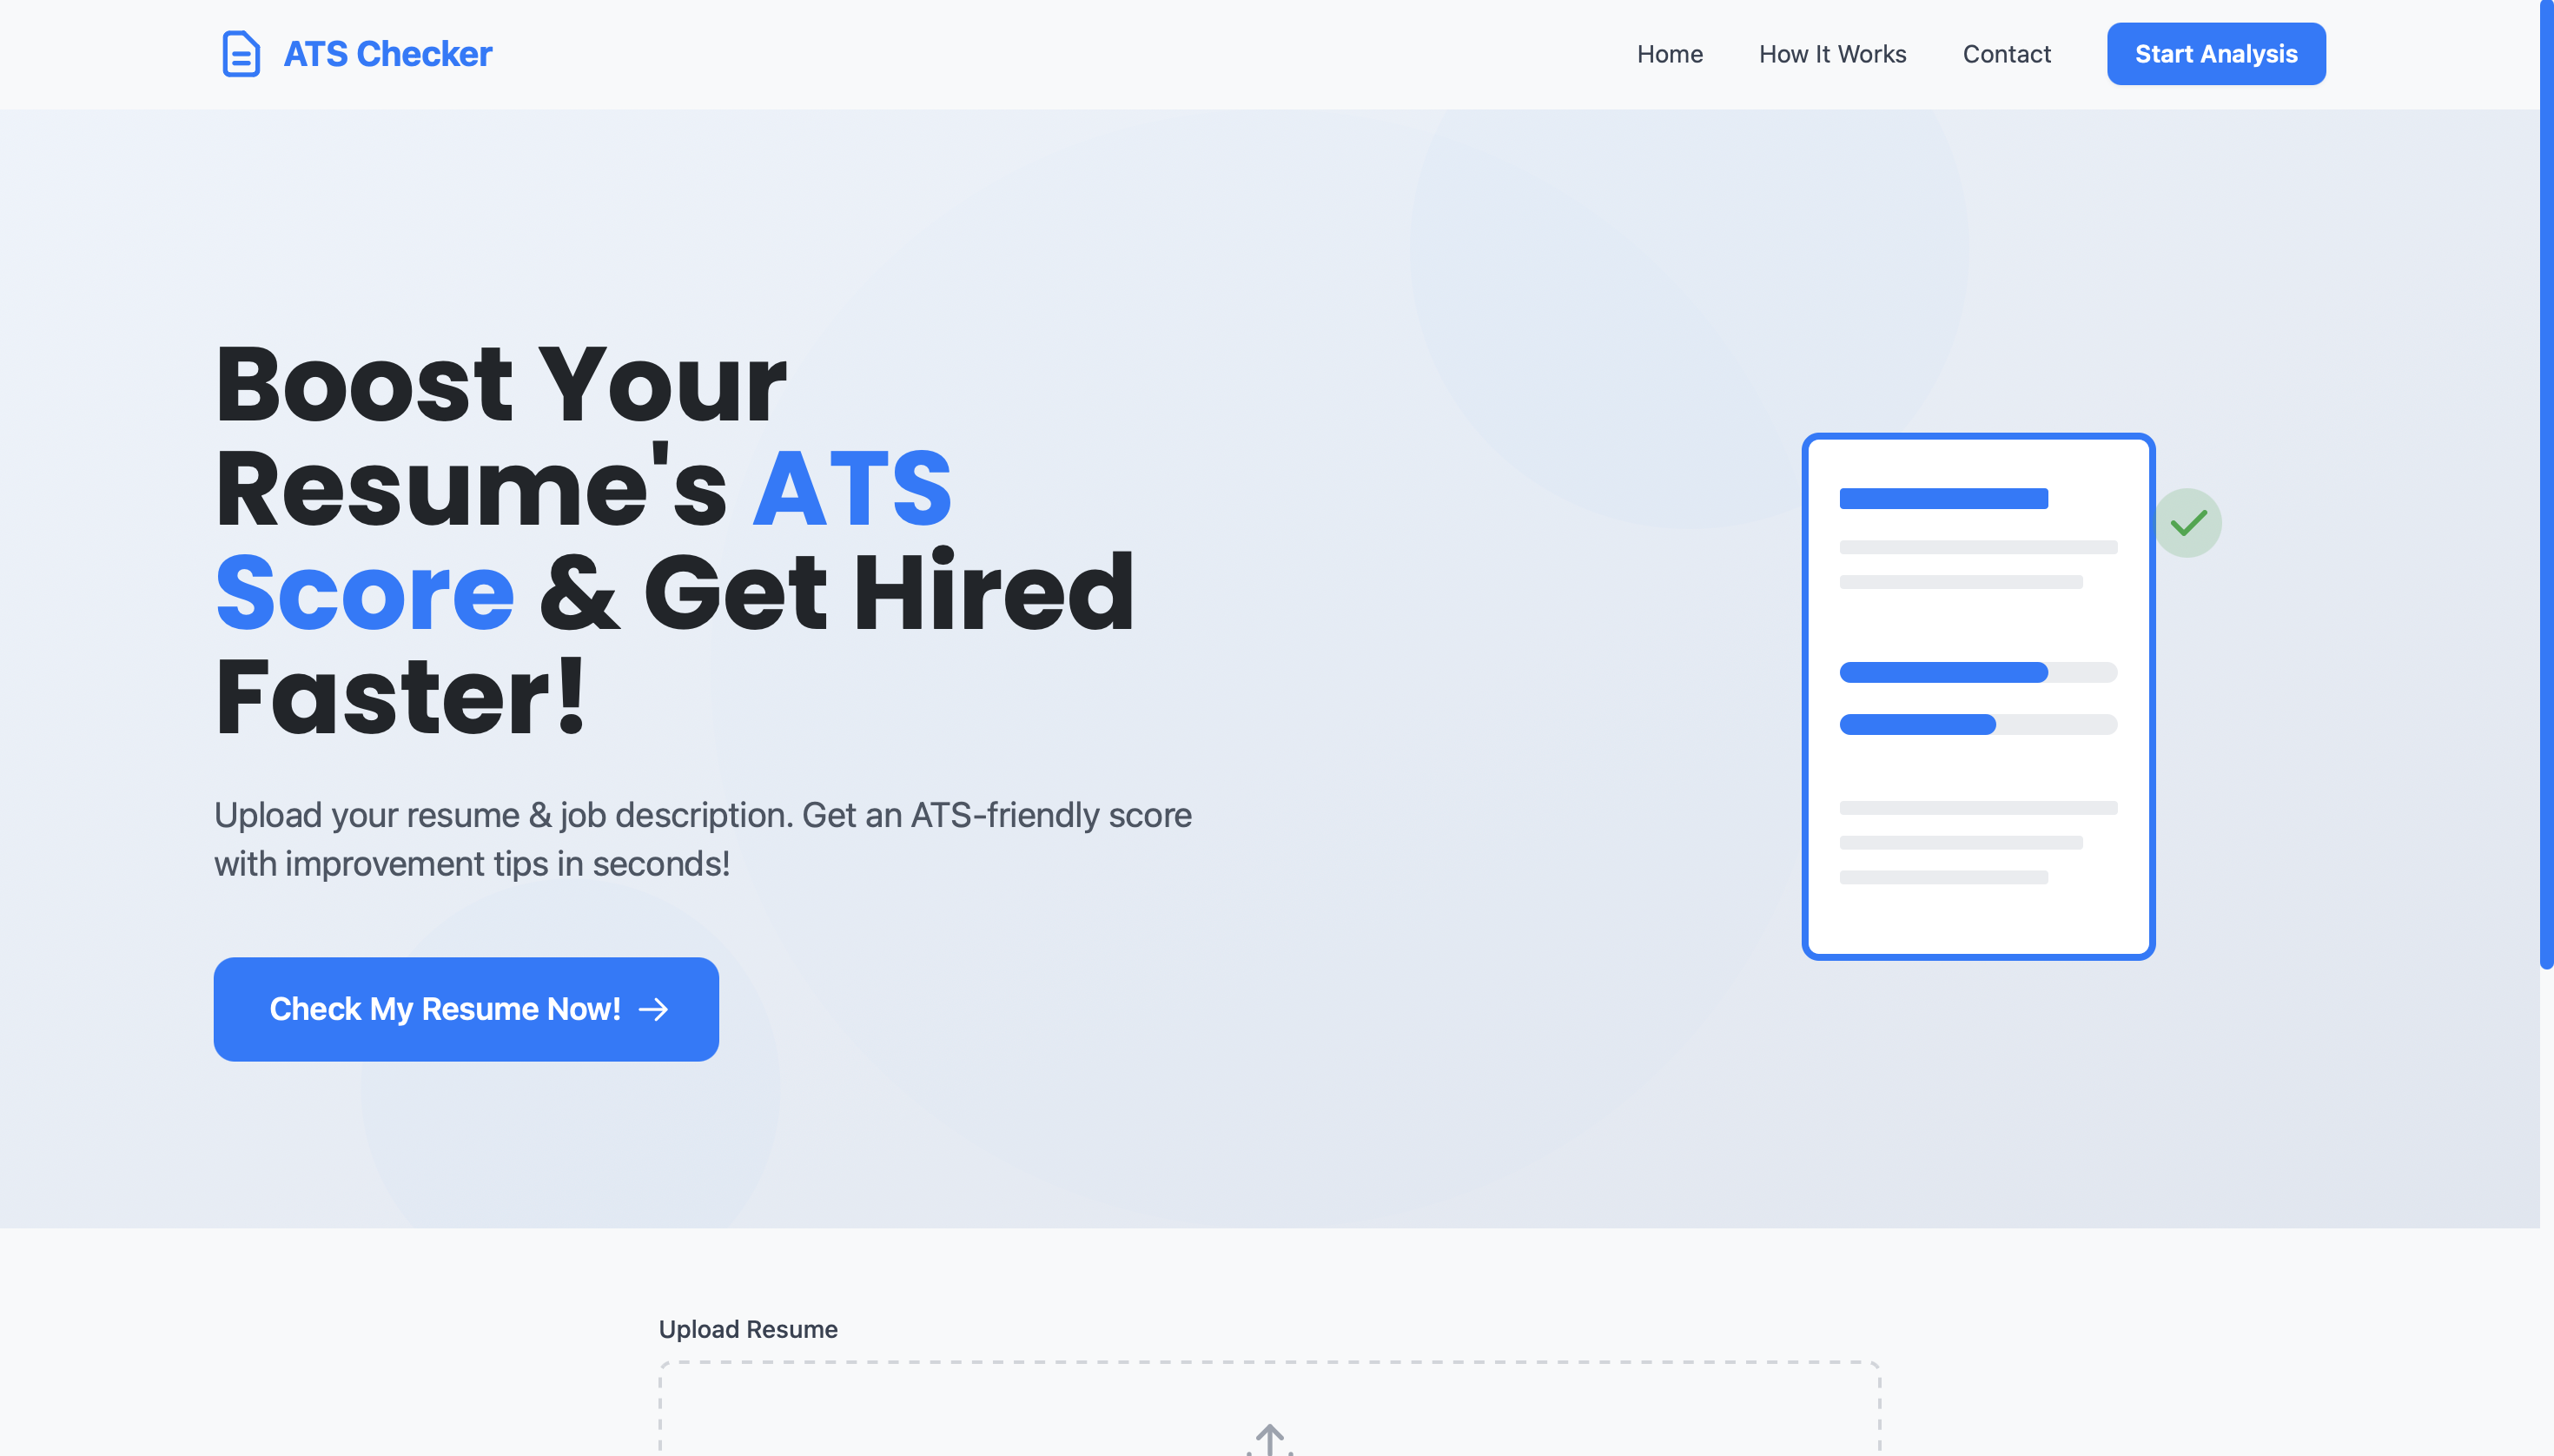 ATS Checker
Home
How It Works
Contact
Start Analysis
Boost Your
Resume's ATS
Score & Get Hired
Faster!
Upload your resume & job description. Get an ATS-friendly score
with improvement tips in seconds!
Check My Resume Now!
Upload Resume